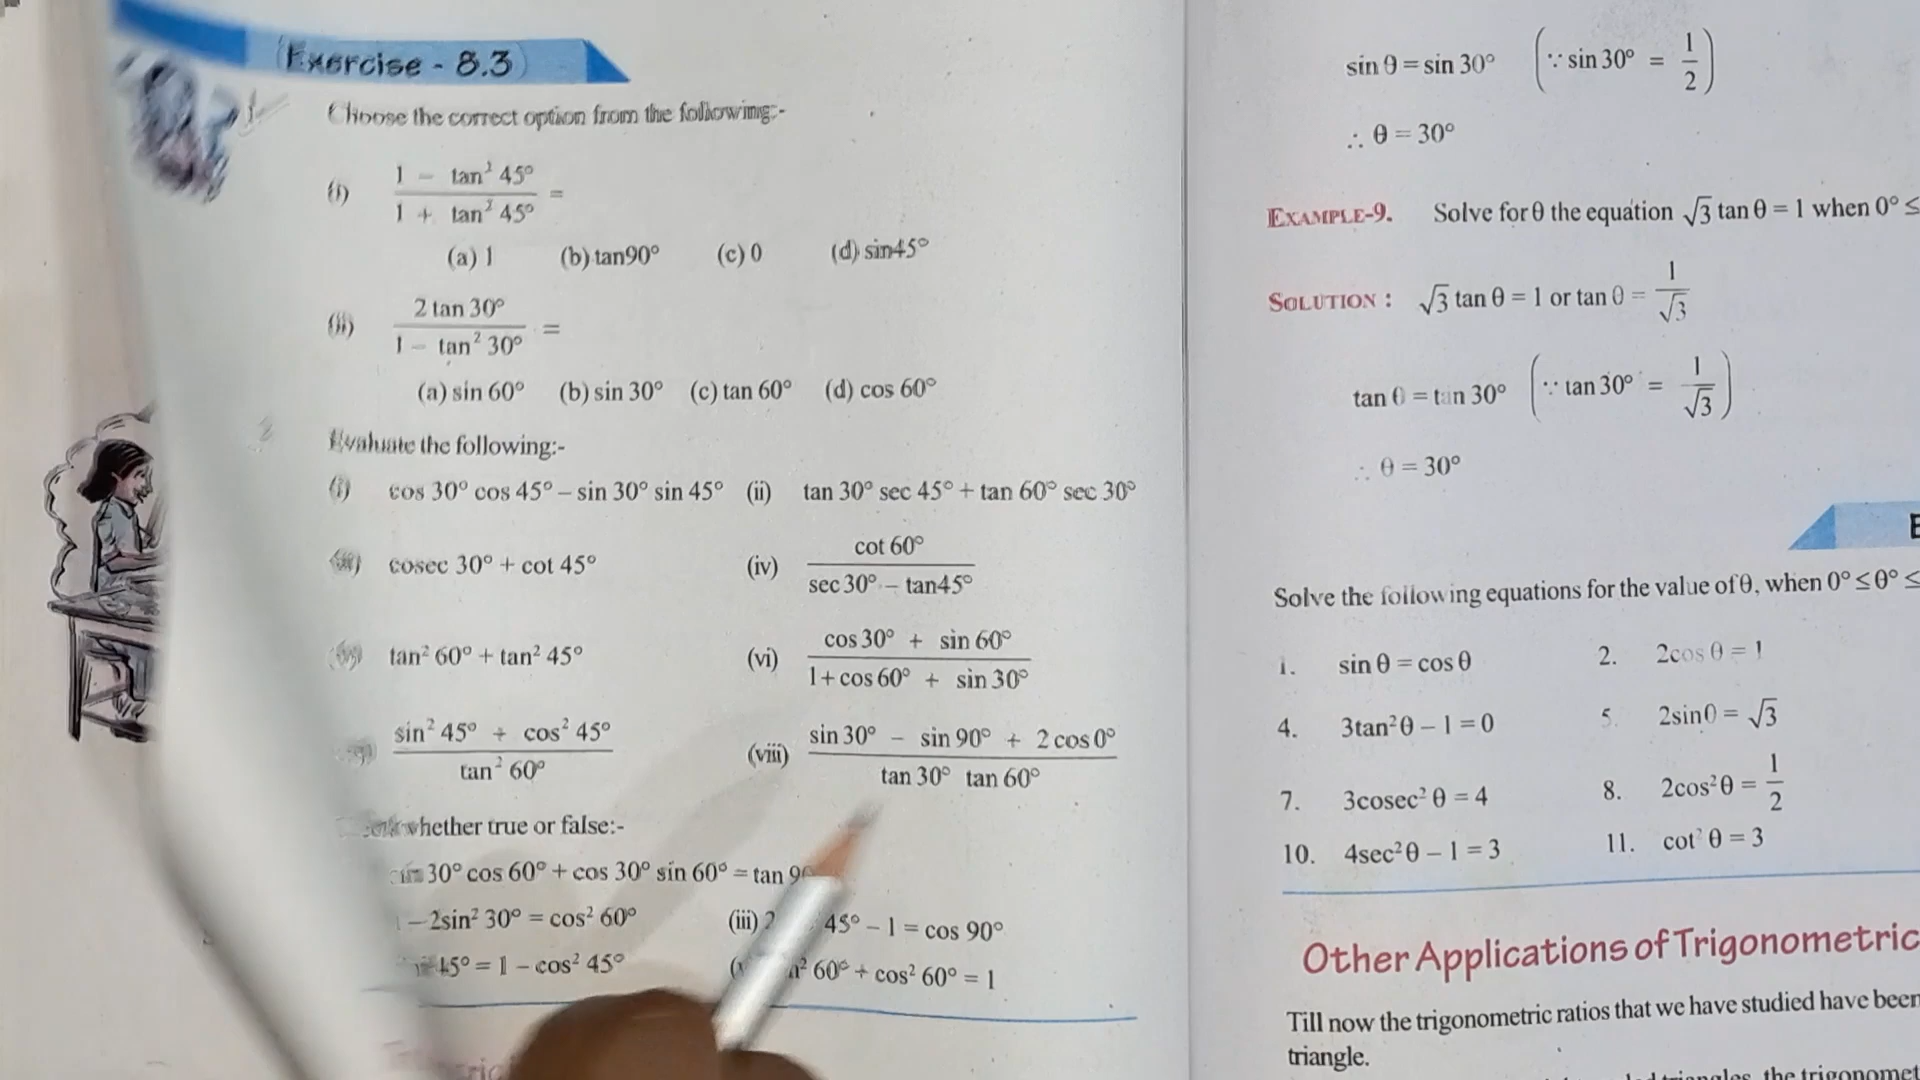 Exercise - 8.3
1. Choose the correct option from the following:-
(i) (1 - tan² 45°)/(1 + tan² 45°) =
(a) 1 (b) tan90° (c) 0 (d) sin45°
(ii) (2 tan 30°)/(1 - tan² 30°) =
(a) sin 60° (b) sin 30° (c) tan 60° (d) cos 60°
2. Evaluate the following:-
(i) cos 30° cos 45° – sin 30° sin 45° (ii) tan 30° sec 45° + tan 60° sec 30°
(iii) cosec 30° + cot 45° (iv) (cot 60°)/(sec 30° - tan45°)
(v) tan² 60° + tan² 45° (vi) (cos 30° + sin 60°)/(1+cos 60° + sin 30°)
(sin² 45° + cos² 45°)/(tan² 60°) (viii) (sin 30° - sin 90° + 2 cos 0°)/(tan 30° tan 60°)
whether true or false:-
sin 30° cos 60° + cos 30° sin 60° = tan
– 2sin² 30° = cos² 60° (iii) 2 45° – 1 = cos 90°
45° = 1 – cos² 45° 60° + cos² 60° = 1
sin θ = sin 30° (∵ sin 30° = 1/2)
∴ θ = 30°
EXAMPLE-9. Solve for θ the equation √3 tan θ = 1 when 0° ≤
SOLUTION : √3 tan θ = 1 or tan θ = 1/√3
tan θ = tan 30° (∵ tan 30° = 1/√3)
∴ θ = 30°
Solve the following equations for the value of θ, when 0° ≤ θ° ≤
1. sin θ = cos θ 2. 2cos θ = 1
4. 3tan²θ – 1 = 0 5. 2sinθ = √3
7. 3cosec² θ = 4 8. 2cos²θ = 1/2
10. 4sec²θ – 1 = 3 11. cot² θ = 3
Other Applications of Trigonometric
Till now the trigonometric ratios that we have studied have been
triangle.
the trigonomet